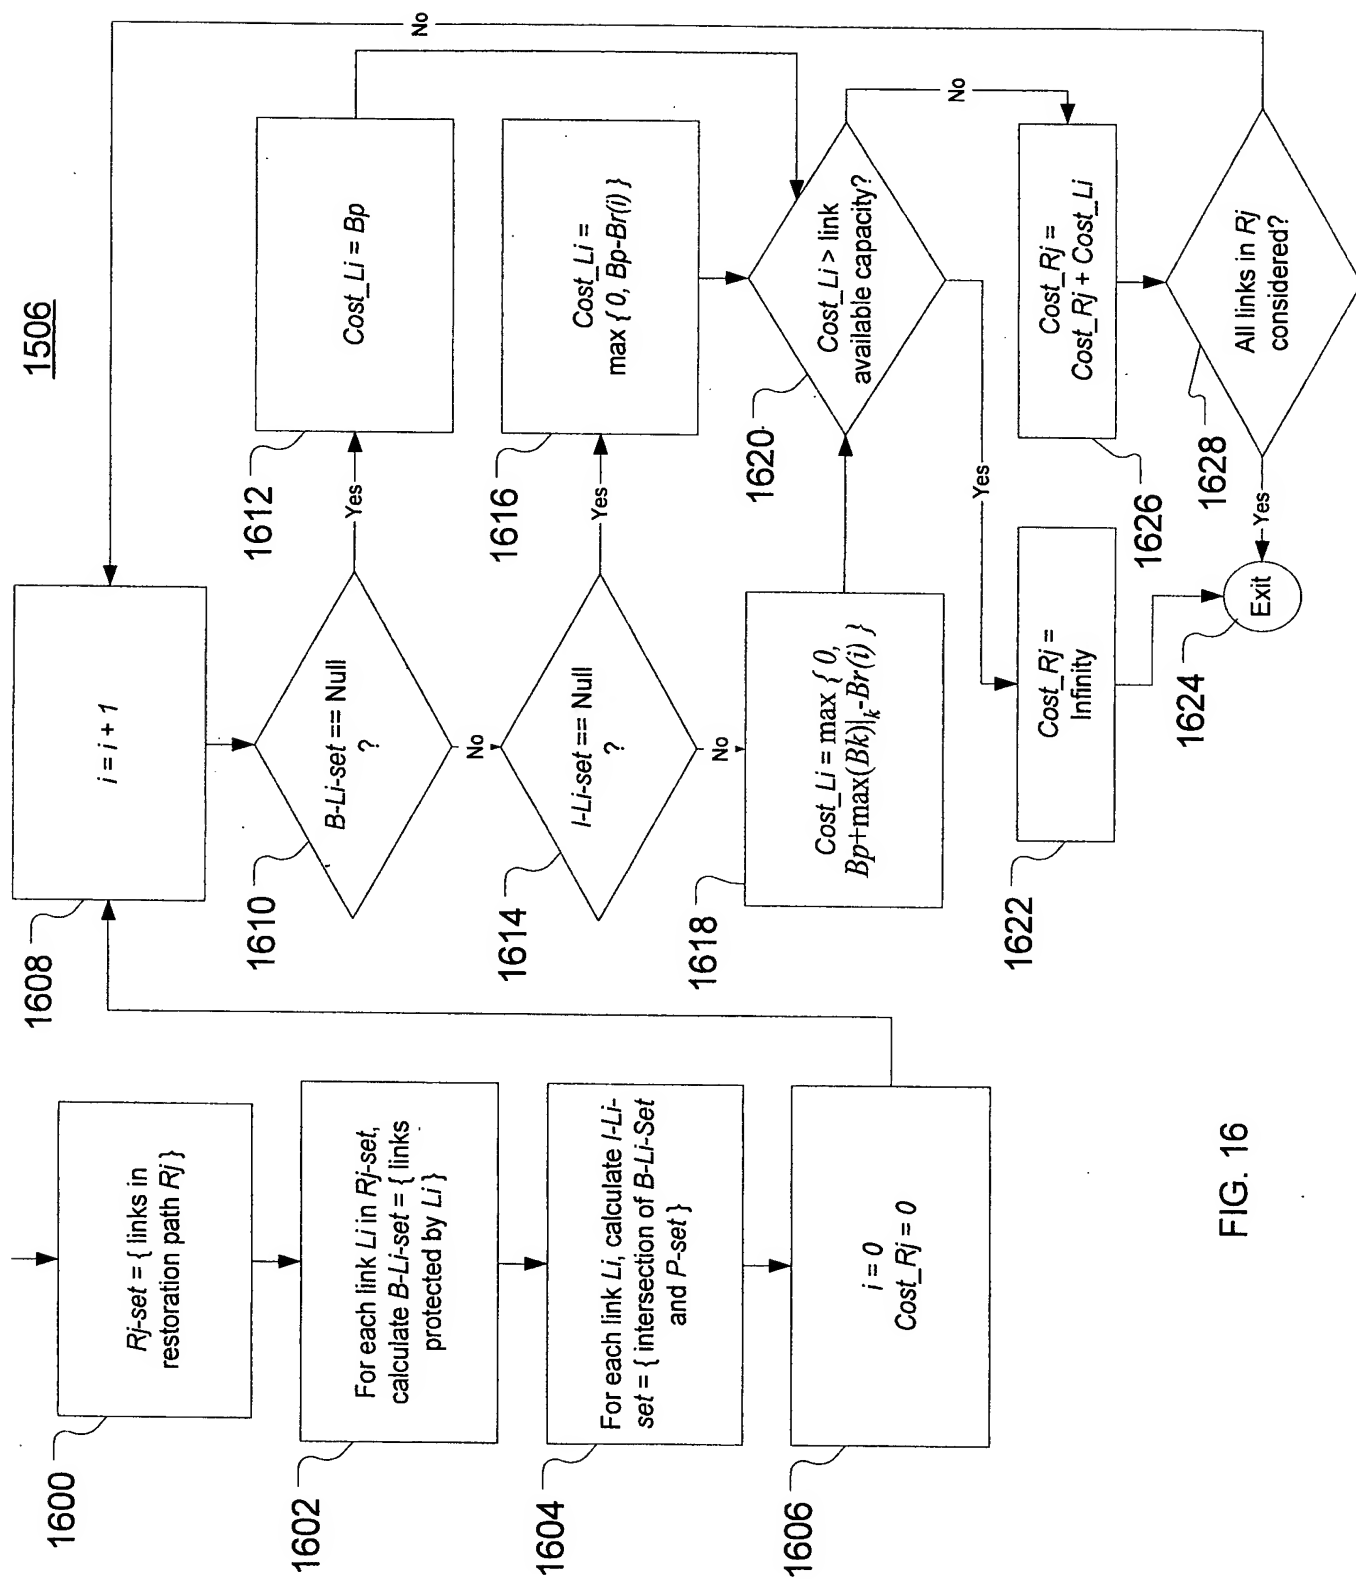 1506
1600
Rj-set = { links in
restoration path Rj }
1602
For each link Li in Rj-set,
calculate B-Li-set = { links
protected by Li }
1604
For each link Li, calculate I-Li-
set = { intersection of B-Li-Set
and P-set }
1606
i = 0
Cost_Rj = 0
1608
i = i + 1
1610
B-Li-set == Null
?
Yes
No
1612
Cost_Li = Bp
1614
I-Li-set == Null
?
Yes
No
1616
Cost_Li =
max { 0, Bp-Br(i) }
1618
Cost_Li = max { 0,
Bp+max(Bk)|k-Br(i) }
1620
Cost_Li > link
available capacity?
No
Yes
1622
Cost_Rj =
Infinity
1624
Exit
1626
Cost_Rj =
Cost_Rj + Cost_Li
1628
All links in Rj
considered?
Yes
No
FIG. 16